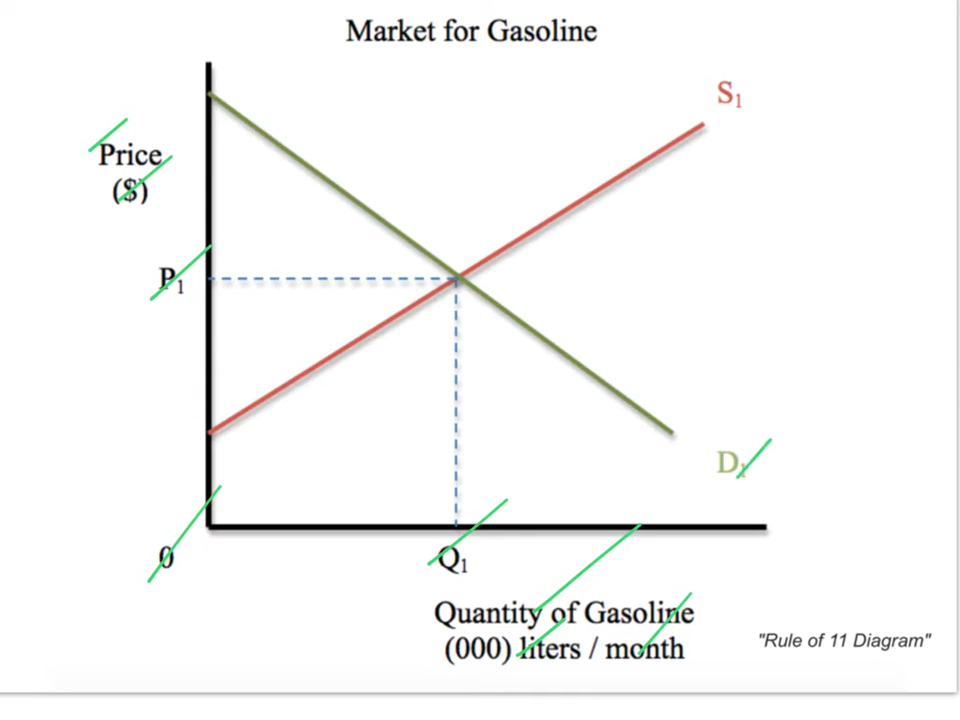 Market for Gasoline
S₁
Price
($)
P₁
D₁
0
Q₁
Quantity of Gasoline
(000) liters / month
"Rule of 11 Diagram"